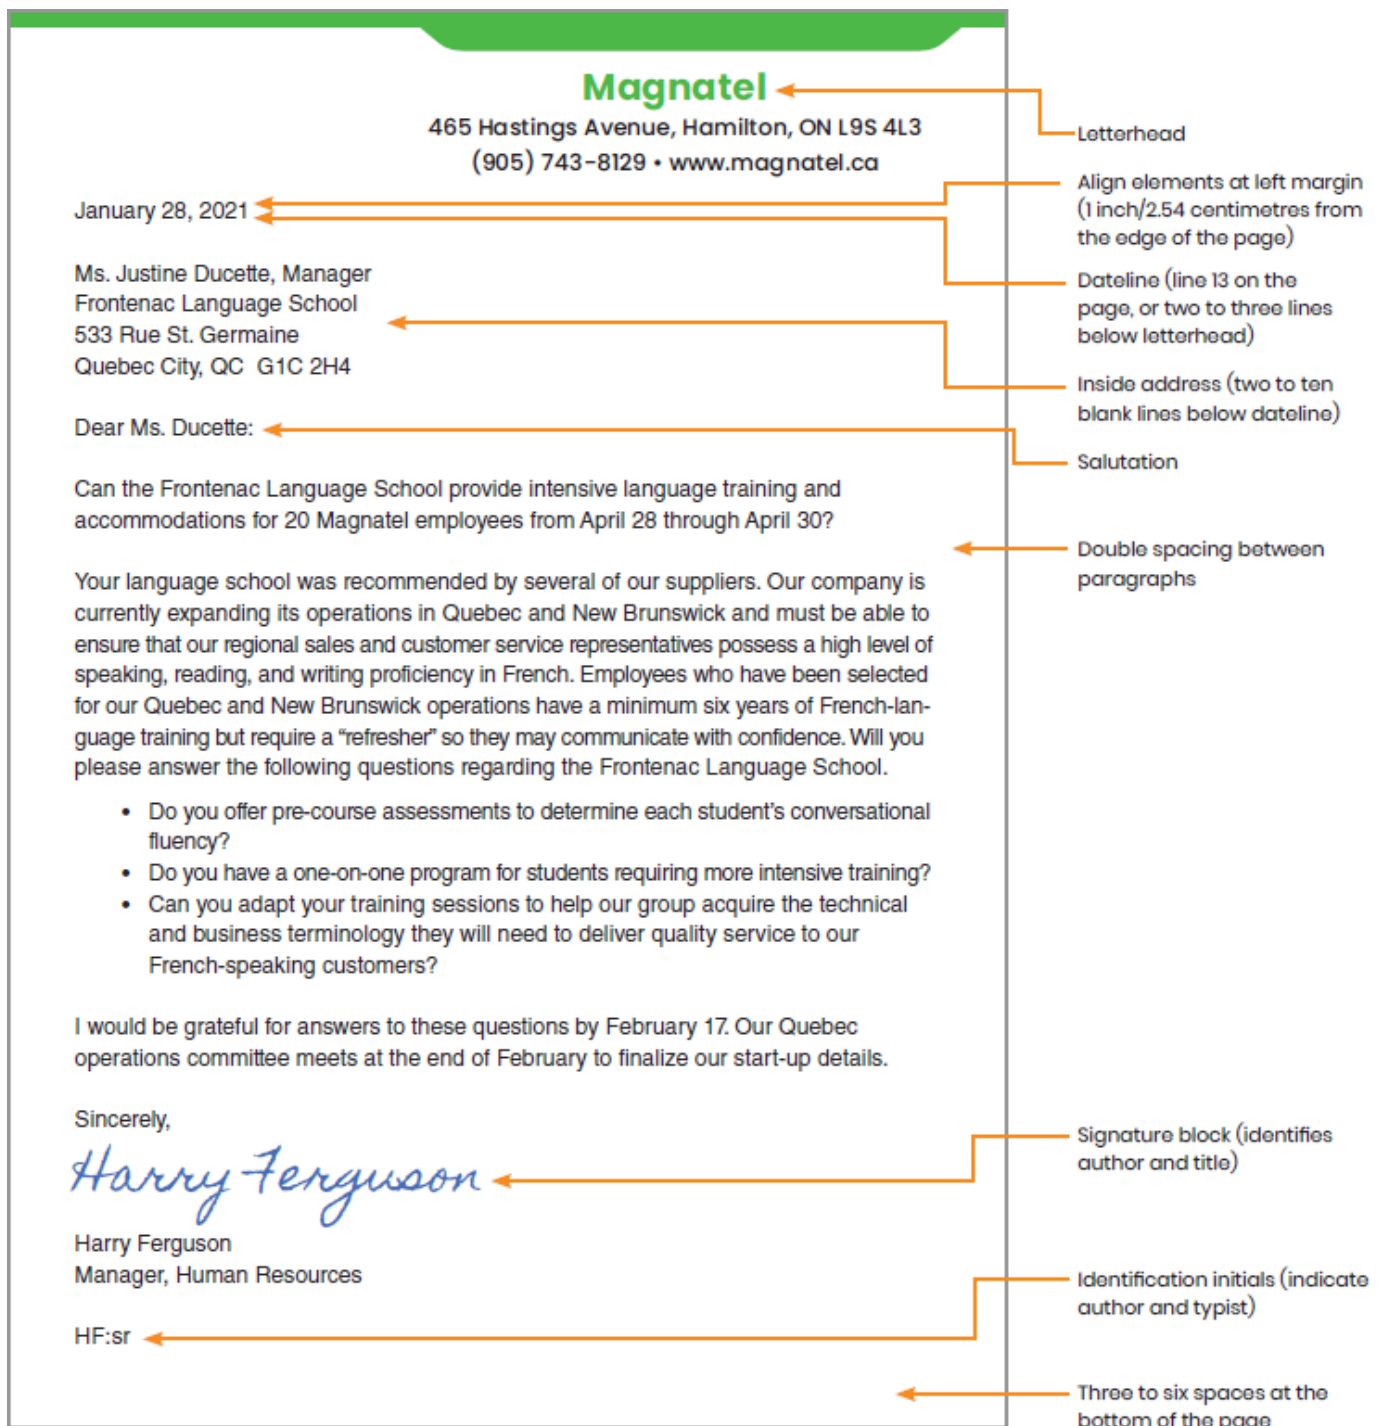 Magnatel
465 Hastings Avenue, Hamilton, ON L9S 4L3
(905) 743-8129 • www.magnatel.ca
Letterhead
Align elements at left margin
(1 inch/2.54 centimetres from
the edge of the page)
January 28, 2021
Dateline (line 13 on the
page, or two to three lines
below letterhead)
Ms. Justine Ducette, Manager
Frontenac Language School
533 Rue St. Germaine
Quebec City, QC  G1C 2H4
Inside address (two to ten
blank lines below dateline)
Dear Ms. Ducette:
Salutation
Can the Frontenac Language School provide intensive language training and
accommodations for 20 Magnatel employees from April 28 through April 30?
Double spacing between
paragraphs
Your language school was recommended by several of our suppliers. Our company is
currently expanding its operations in Quebec and New Brunswick and must be able to
ensure that our regional sales and customer service representatives possess a high level of
speaking, reading, and writing proficiency in French. Employees who have been selected
for our Quebec and New Brunswick operations have a minimum six years of French-lan-
guage training but require a “refresher” so they may communicate with confidence. Will you
please answer the following questions regarding the Frontenac Language School.
• Do you offer pre-course assessments to determine each student’s conversational
fluency?
• Do you have a one-on-one program for students requiring more intensive training?
• Can you adapt your training sessions to help our group acquire the technical
and business terminology they will need to deliver quality service to our
French-speaking customers?
I would be grateful for answers to these questions by February 17. Our Quebec
operations committee meets at the end of February to finalize our start-up details.
Sincerely,
Harry Ferguson
Signature block (identifies
author and title)
Harry Ferguson
Manager, Human Resources
Identification initials (indicate
author and typist)
HF:sr
Three to six spaces at the
bottom of the page